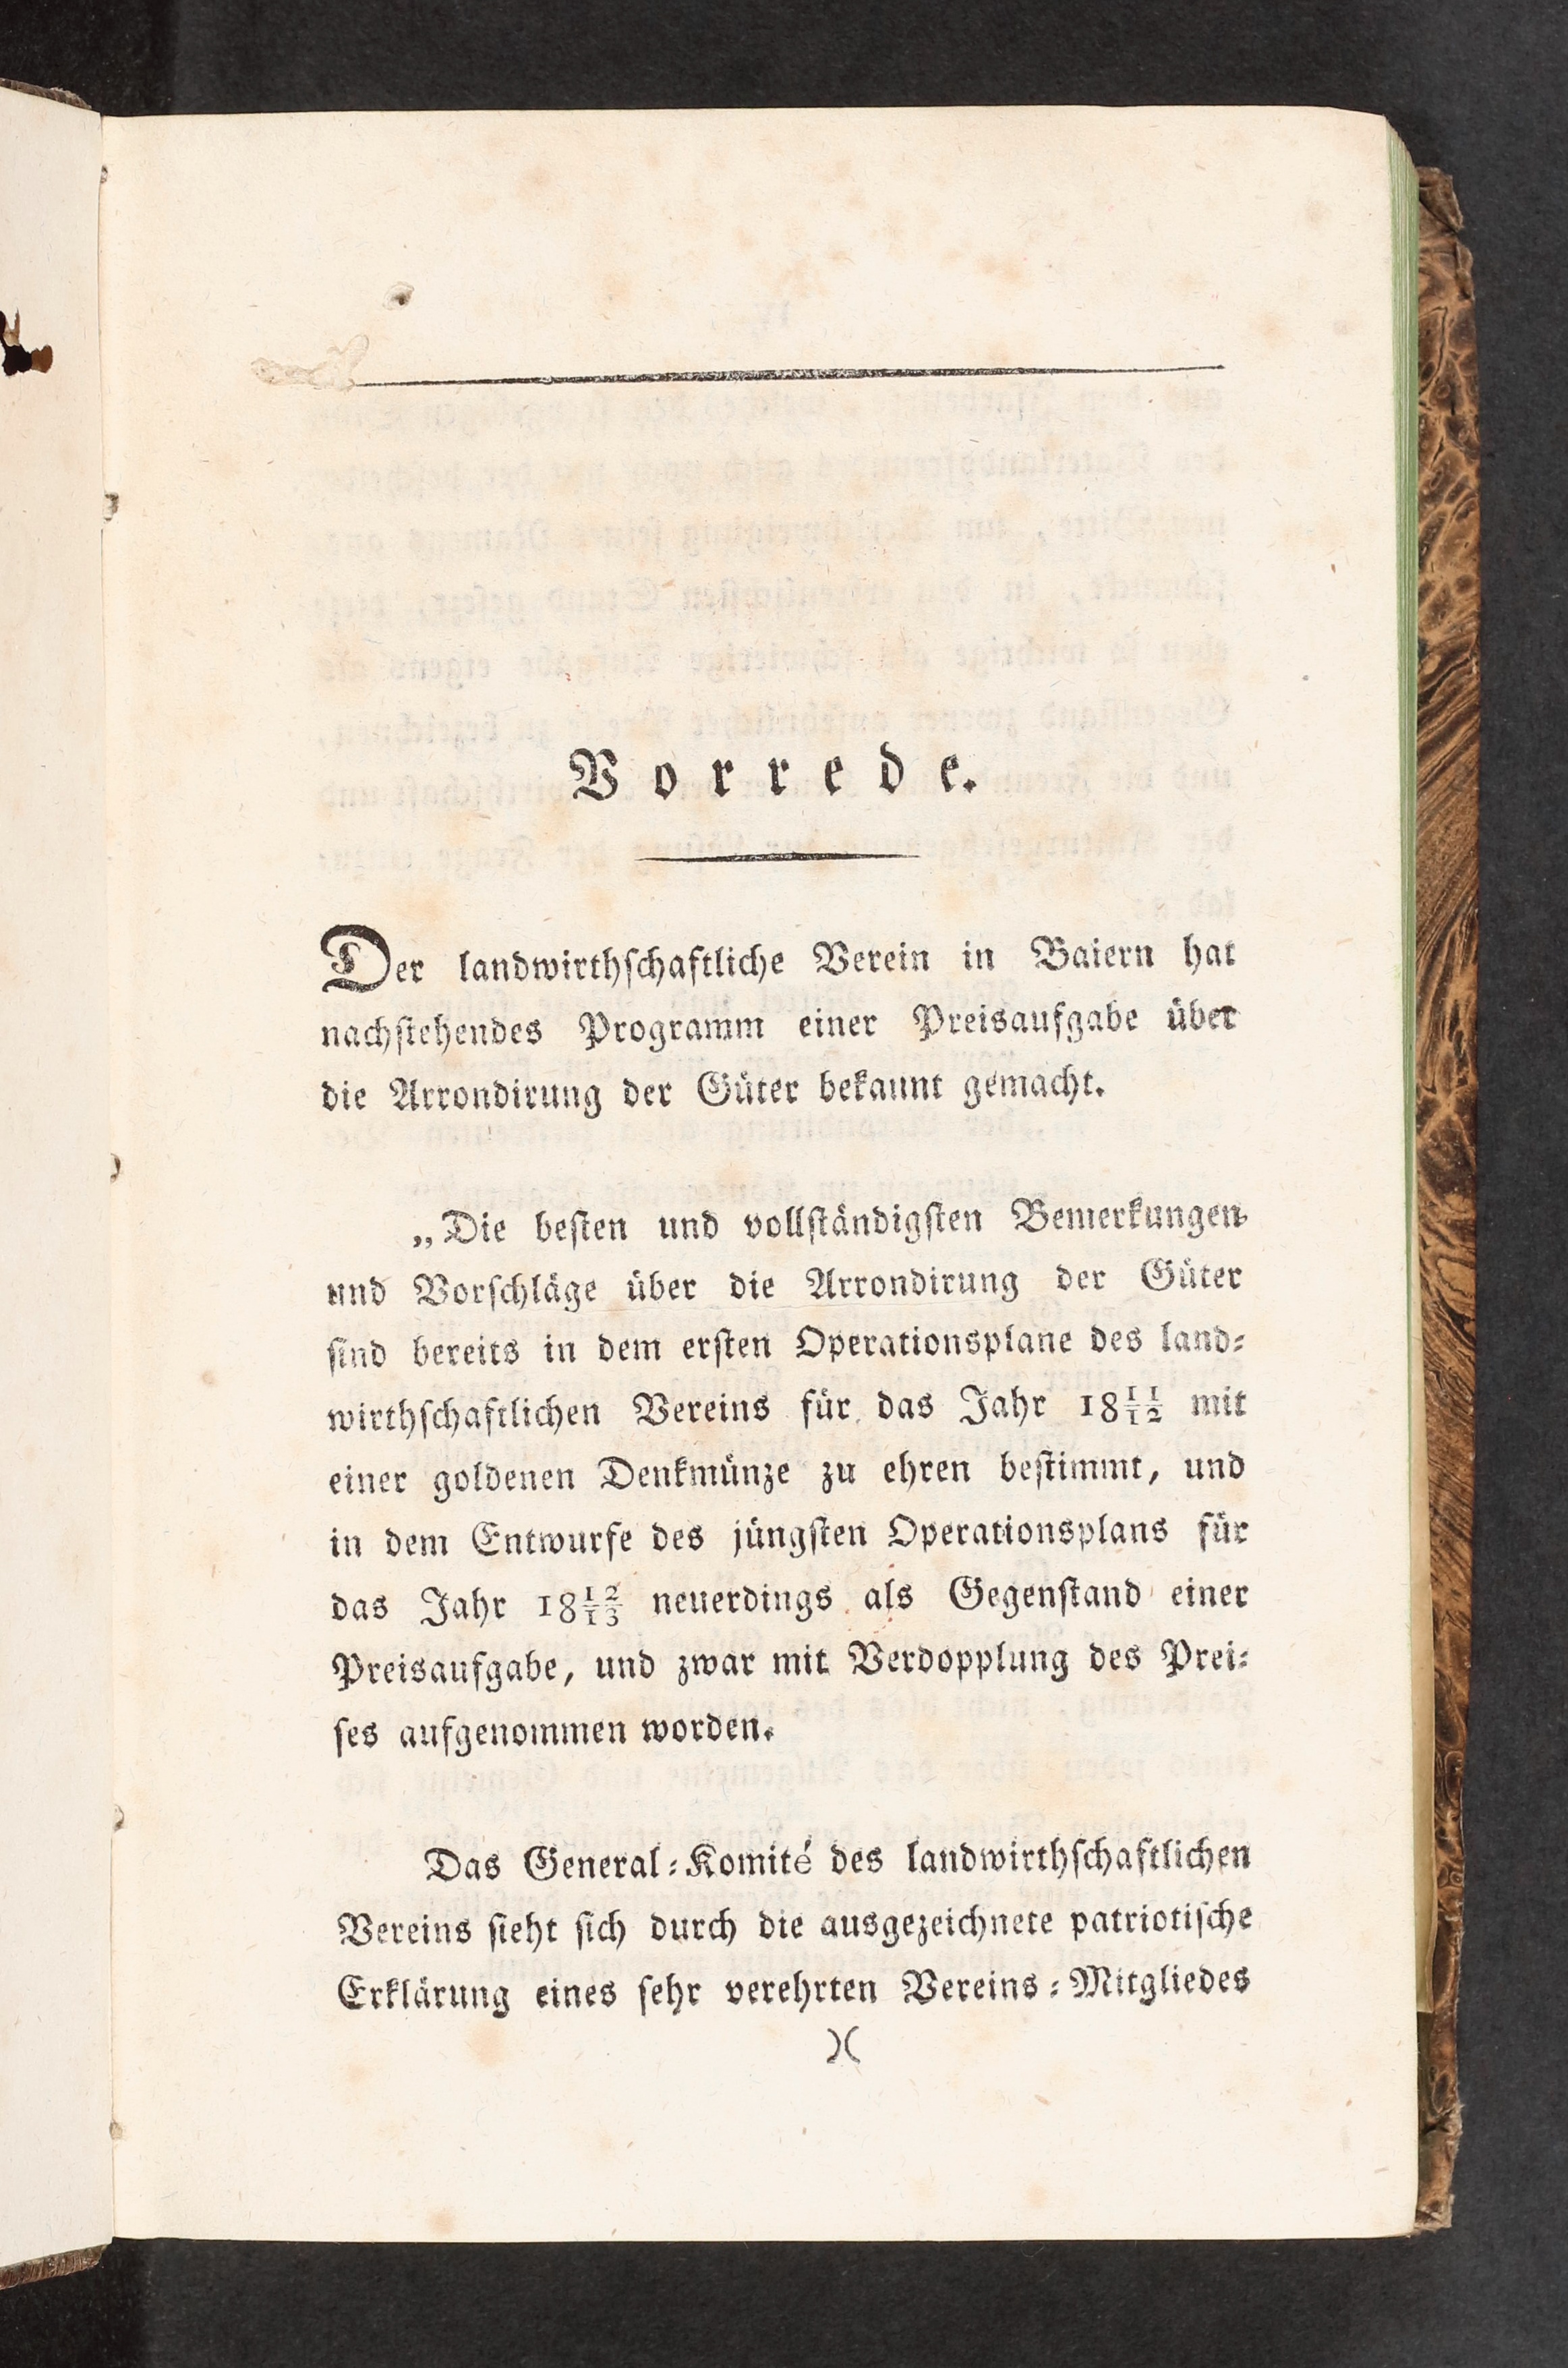 Vorrede.
Der landwirthschaftliche Verein in Baiern hat
nachstehendes Programm einer Preisaufgabe über
die Arrondirung der Güter bekannt gemacht.
„Die besten und vollständigsten Bemerkungen
und Vorschläge über die Arrondirung der Güter
sind bereits in dem ersten Operationsplane des land=
wirthschaftlichen Vereins für das Jahr 18 11/12 mit
einer goldenen Denkmünze zu ehren bestimmt, und
in dem Entwurfe des jüngsten Operationsplans für
das Jahr 18 12/13 neuerdings als Gegenstand einer
Preisaufgabe, und zwar mit Verdopplung des Prei=
ses aufgenommen worden.
Das General=Komité des landwirthschaftlichen
Vereins sieht sich durch die ausgezeichnete patriotische
Erklärung eines sehr verehrten Vereins=Mitgliedes
)(